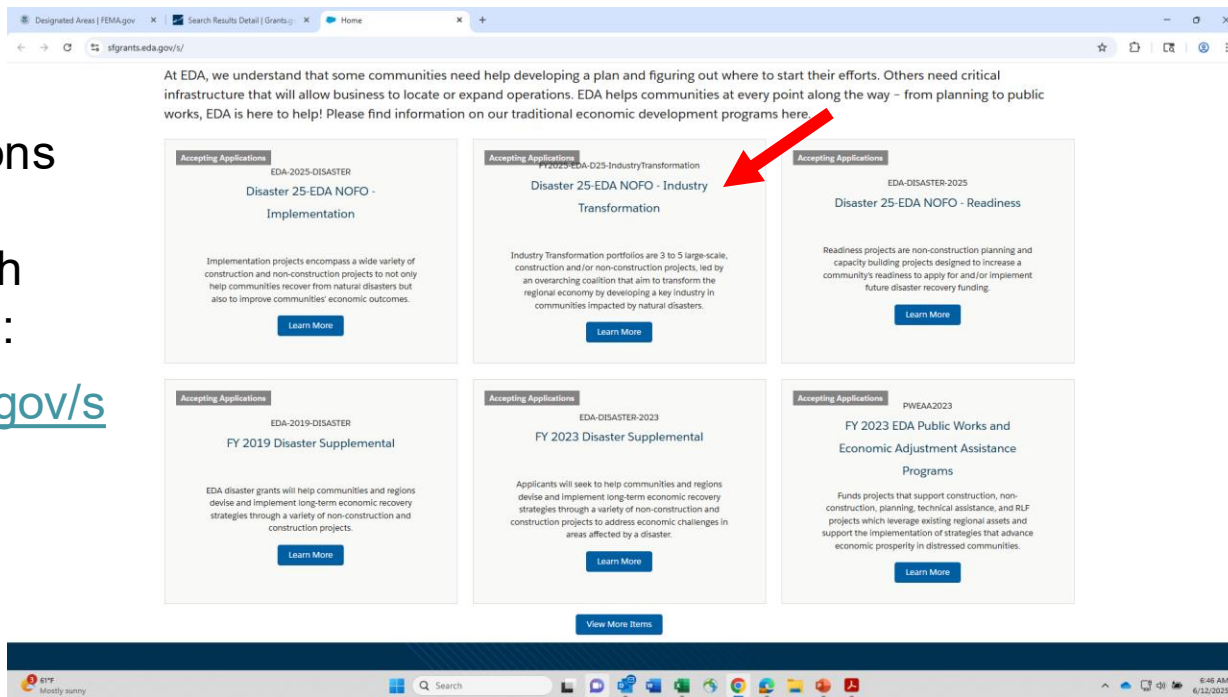 Designated Areas | FEMA.gov
Search Results Detail | Grants.g
Home
sfgrants.eda.gov/s/
ons
h
:
gov/s
At EDA, we understand that some communities need help developing a plan and figuring out where to start their efforts. Others need critical
infrastructure that will allow business to locate or expand operations. EDA helps communities at every point along the way – from planning to public
works, EDA is here to help! Please find information on our traditional economic development programs here.
Accepting Applications
EDA-2025-DISASTER
Disaster 25-EDA NOFO -
Implementation
Implementation projects encompass a wide variety of
construction and non-construction projects to not only
help communities recover from natural disasters but
also to improve communities' economic outcomes.
Learn More
Accepting Applications
FY2025-EDA-D25-IndustryTransformation
Disaster 25-EDA NOFO - Industry
Transformation
Industry Transformation portfolios are 3 to 5 large-scale,
construction and/or non-construction projects, led by
an overarching coalition that aim to transform the
regional economy by developing a key industry in
communities impacted by natural disasters.
Learn More
Accepting Applications
EDA-DISASTER-2025
Disaster 25-EDA NOFO - Readiness
Readiness projects are non-construction planning and
capacity building projects designed to increase a
community's readiness to apply for and/or implement
future disaster recovery funding.
Learn More
Accepting Applications
EDA-2019-DISASTER
FY 2019 Disaster Supplemental
EDA disaster grants will help communities and regions
devise and implement long-term economic recovery
strategies through a variety of non-construction and
construction projects.
Learn More
Accepting Applications
EDA-DISASTER-2023
FY 2023 Disaster Supplemental
Applicants will seek to help communities and regions
devise and implement long-term economic recovery
strategies through a variety of non-construction and
construction projects to address economic challenges in
areas affected by a disaster.
Learn More
Accepting Applications
PWEAA2023
FY 2023 EDA Public Works and
Economic Adjustment Assistance
Programs
Funds projects that support construction, non-
construction, planning, technical assistance, and RLF
projects which leverage existing regional assets and
support the implementation of strategies that advance
economic prosperity in distressed communities.
Learn More
View More Items
3
61°F
Mostly sunny
Search
6:46 AM